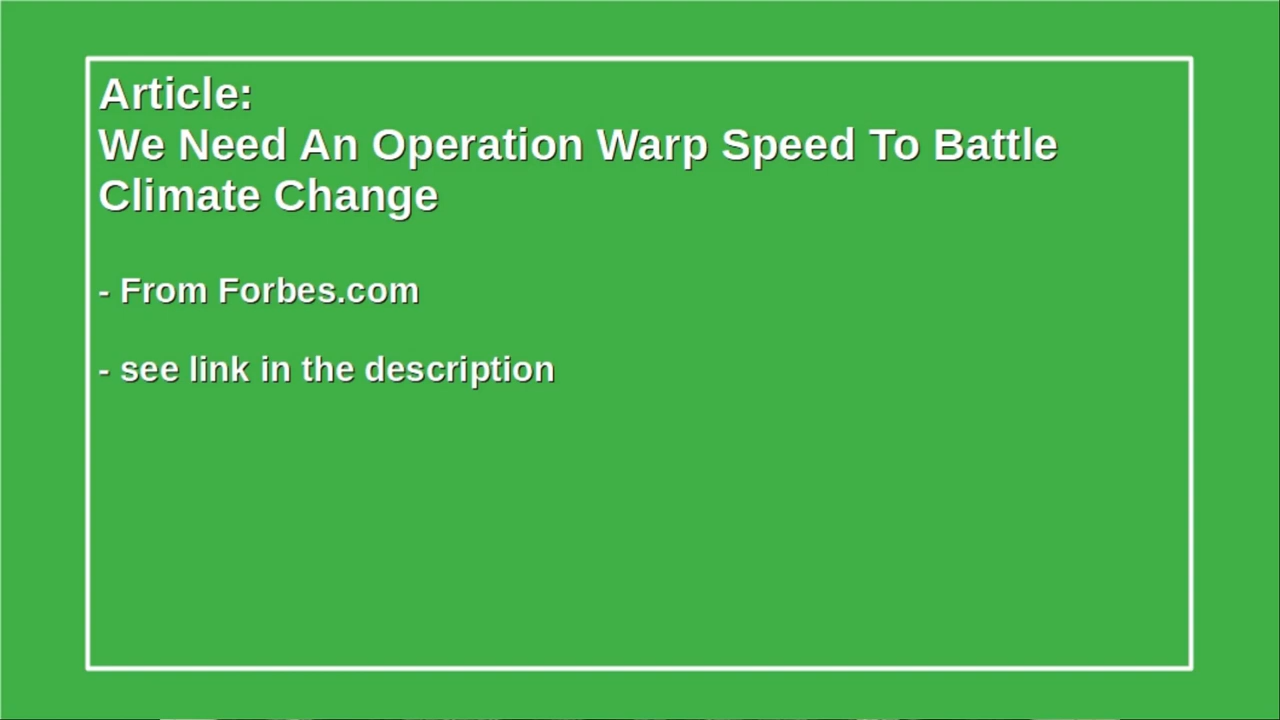 Article:
We Need An Operation Warp Speed To Battle
Climate Change
- From Forbes.com
- see link in the description